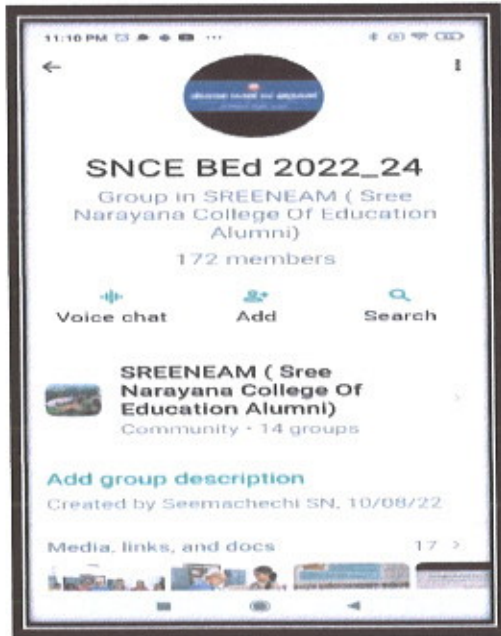 11:10 PM
SNCE BEd 2022_24
Group in SREENEAM ( Sree
Narayana College Of Education
Alumni)
172 members
Voice chat
Add
Search
SREENEAM ( Sree
Narayana College Of
Education Alumni)
Community · 14 groups
Add group description
Created by Seemachechi SN, 10/08/22
Media, links, and docs
17